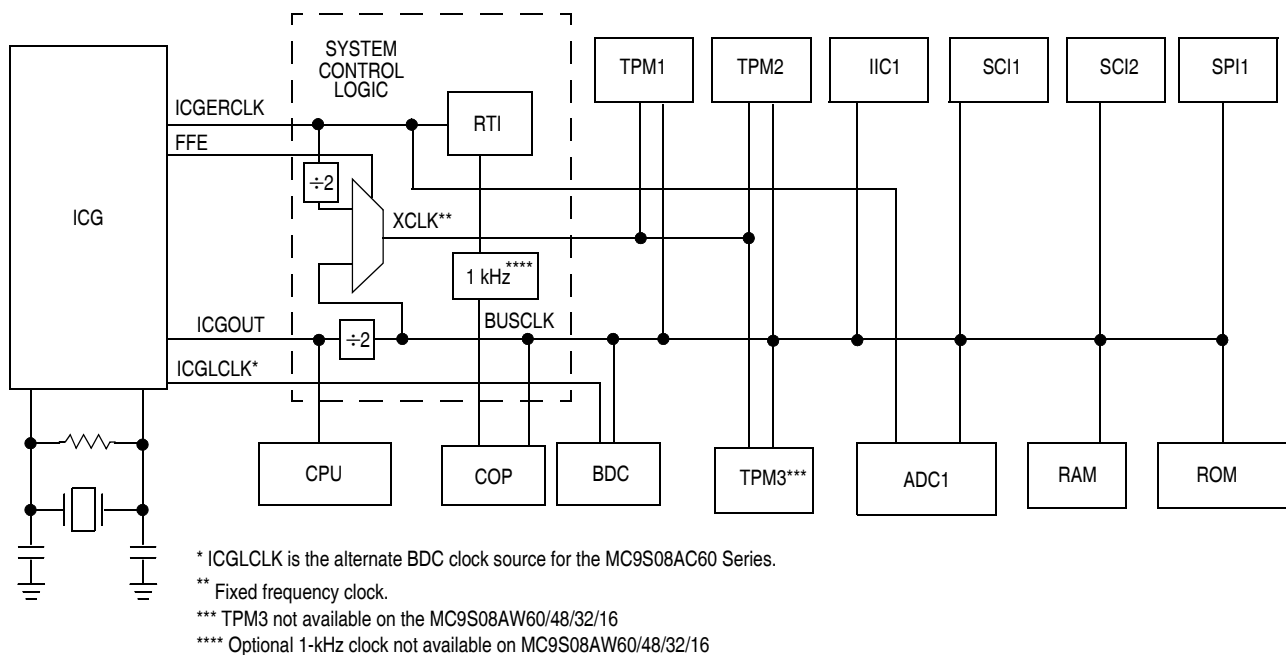 SYSTEM
CONTROL
LOGIC
TPM1
TPM2
IIC1
SCI1
SCI2
SPI1
ICGERCLK
RTI
FFE
÷2
ICG
XCLK**
1 kHz****
ICGOUT
÷2
BUSCLK
ICGLCLK*
CPU
COP
BDC
TPM3***
ADC1
RAM
ROM
* ICGLCLK is the alternate BDC clock source for the MC9S08AC60 Series.
** Fixed frequency clock.
*** TPM3 not available on the MC9S08AW60/48/32/16
**** Optional 1-kHz clock not available on MC9S08AW60/48/32/16